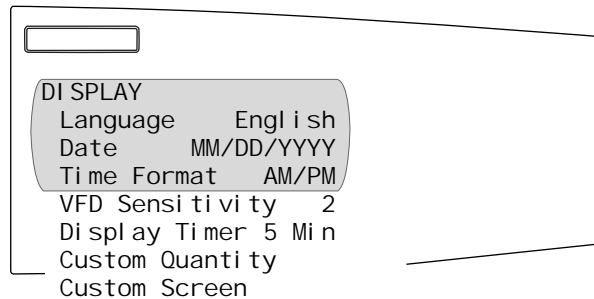 DISPLAY
Language English
Date MM/DD/YYYY
Time Format AM/PM
VFD Sensitivity 2
Display Timer 5 Min
Custom Quantity
Custom Screen